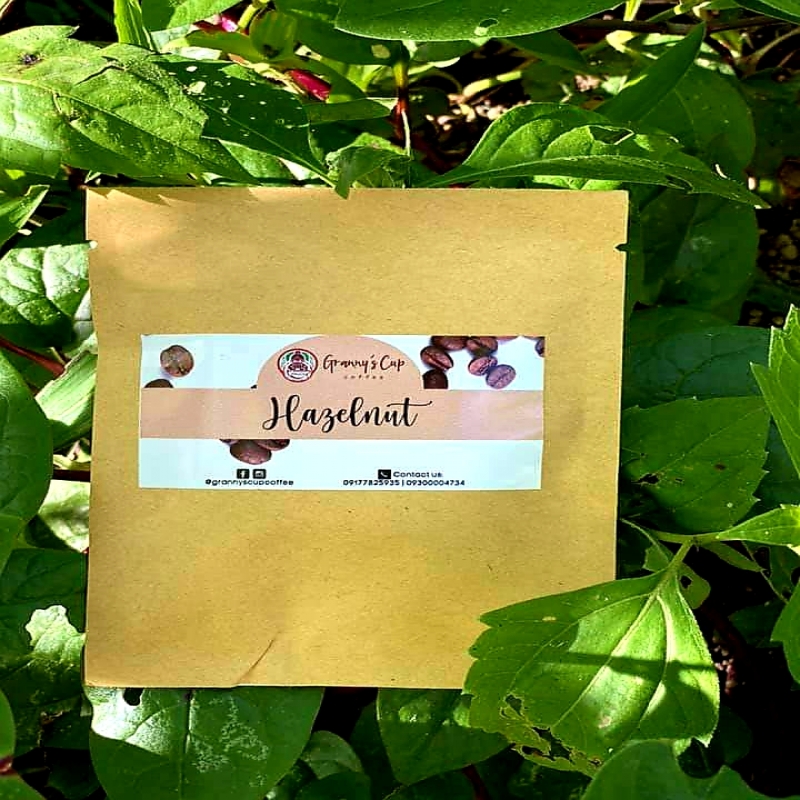 Granny's Cup
coffee
Hazelnut
@grannyscupcoffee
Contact us:
09177825935 | 09300004734